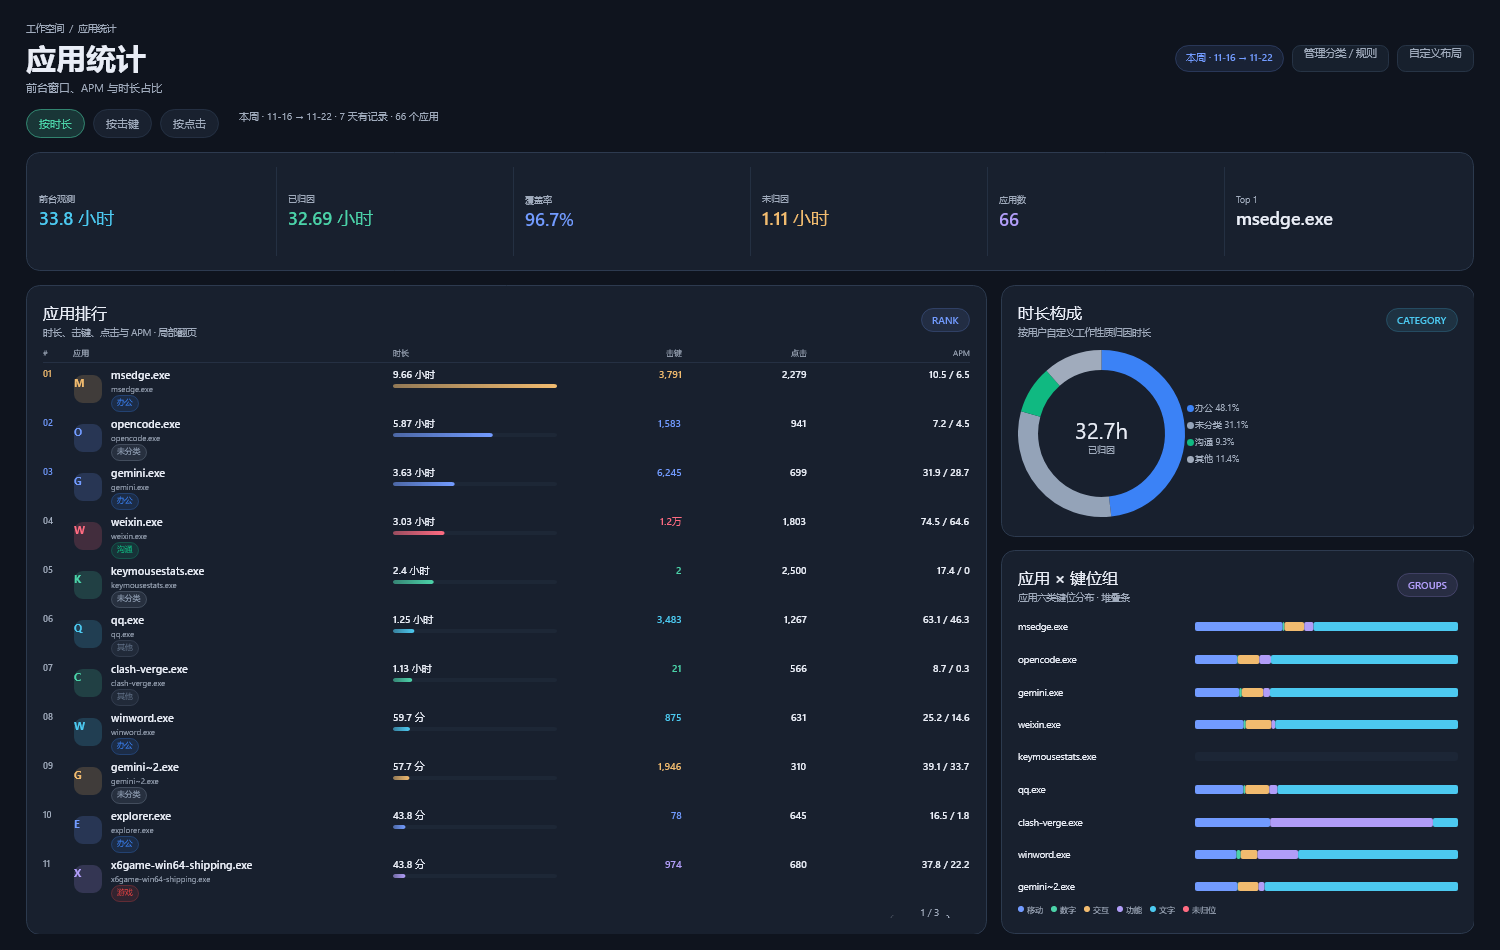 工作空间 / 应用统计
应用统计
前台窗口、APM 与时长占比
本周 · 11-16 → 11-22
管理分类 / 规则
自定义布局
按时长
按击键
按点击
本周 · 11-16 → 11-22 · 7 天有记录 · 66 个应用
前台观测
33.8 小时
已归因
32.69 小时
覆盖率
96.7%
未归因
1.11 小时
应用数
66
Top 1
msedge.exe
应用排行
时长、击键、点击与 APM · 局部翻页
RANK
# 应用 时长 击键 点击 APM
01 M msedge.exe 9.66 小时 3,791 2,279 10.5 / 6.5
msedge.exe
办公
02 O opencode.exe 5.87 小时 1,583 941 7.2 / 4.5
opencode.exe
未分类
03 G gemini.exe 3.63 小时 6,245 699 31.9 / 28.7
gemini.exe
办公
04 W weixin.exe 3.03 小时 1.2万 1,803 74.5 / 64.6
weixin.exe
沟通
05 K keymousestats.exe 2.4 小时 2 2,500 17.4 / 0
keymousestats.exe
未分类
06 Q qq.exe 1.25 小时 3,483 1,267 63.1 / 46.3
qq.exe
其他
07 C clash-verge.exe 1.13 小时 21 566 8.7 / 0.3
clash-verge.exe
其他
08 W winword.exe 59.7 分 875 631 25.2 / 14.6
winword.exe
办公
09 G gemini~2.exe 57.7 分 1,946 310 39.1 / 33.7
gemini~2.exe
未分类
10 E explorer.exe 43.8 分 78 645 16.5 / 1.8
explorer.exe
办公
11 X x6game-win64-shipping.exe 43.8 分 974 680 37.8 / 22.2
x6game-win64-shipping.exe
游戏
1 / 3
时长构成
按用户自定义工作性质归因时长
CATEGORY
32.7h
已归因
办公 48.1%
未分类 31.1%
沟通 9.3%
其他 11.4%
应用 × 键位组
应用六类键位分布 · 堆叠条
GROUPS
msedge.exe
opencode.exe
gemini.exe
weixin.exe
keymousestats.exe
qq.exe
clash-verge.exe
winword.exe
gemini~2.exe
移动 数字 交互 功能 文字 未归位